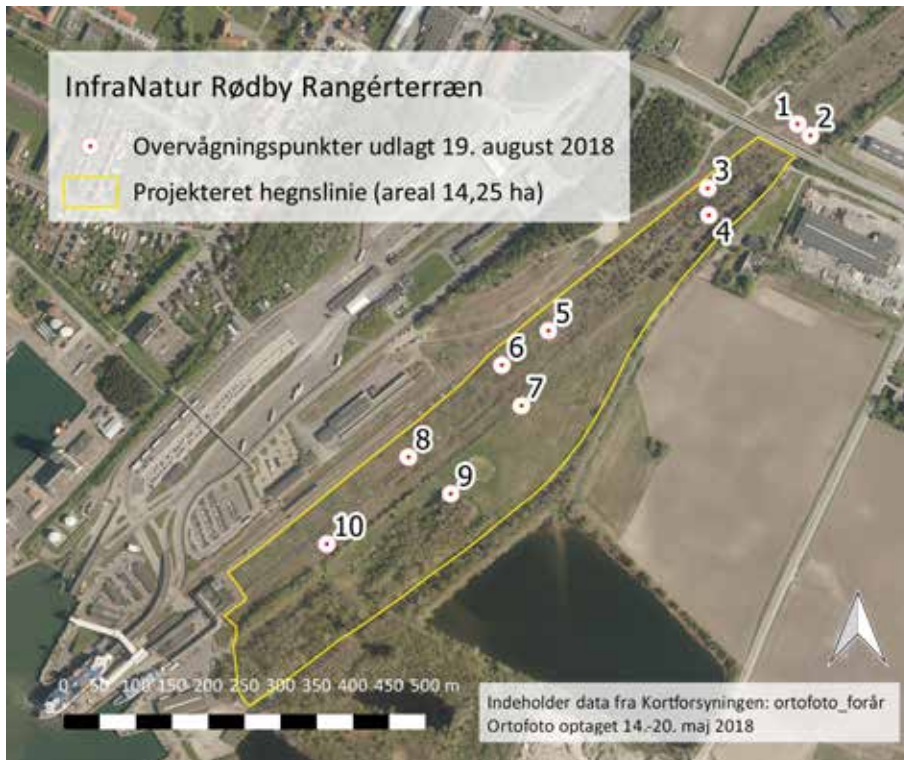 InfraNatur Rødby Rangérterræn
Overvågningspunkter udlagt 19. august 2018
Projekteret hegnslinie (areal 14,25 ha)
1
2
3
4
5
6
7
8
9
10
0 50 100 150 200 250 300 350 400 450 500 m
Indeholder data fra Kortforsyningen: ortofoto_forår
Ortofoto optaget 14.-20. maj 2018